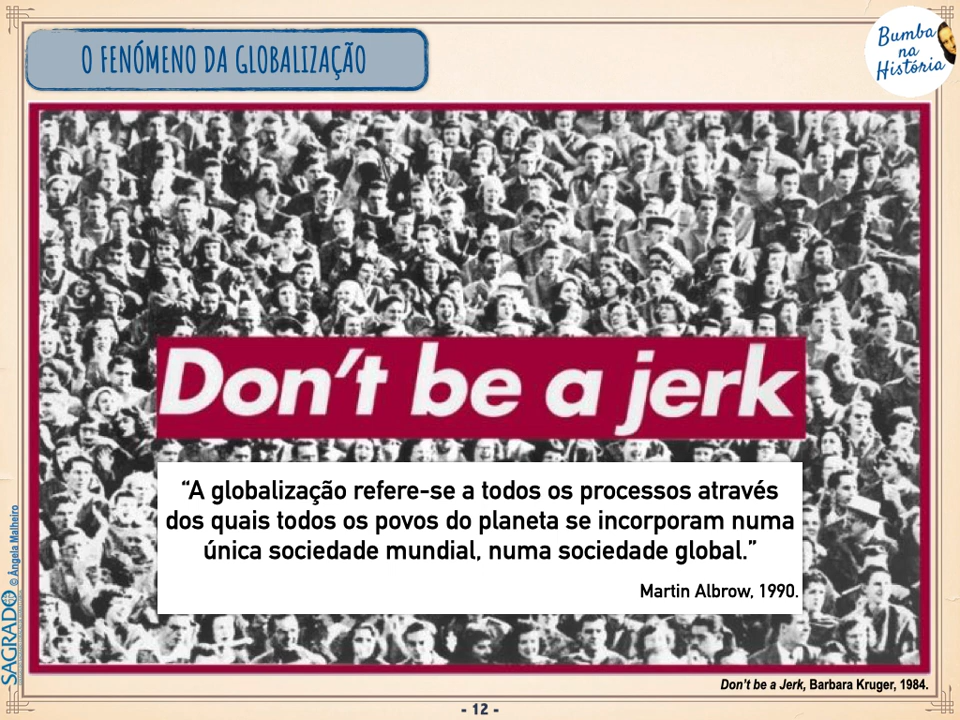 O FENÓMENO DA GLOBALIZAÇÃO
Bumba
na
História
Don't be a jerk
“A globalização refere-se a todos os processos através
dos quais todos os povos do planeta se incorporam numa
única sociedade mundial, numa sociedade global.”
Martin Albrow, 1990.
SAGRADO
© Ângela Malheiro
Don't be a Jerk, Barbara Kruger, 1984.
- 12 -